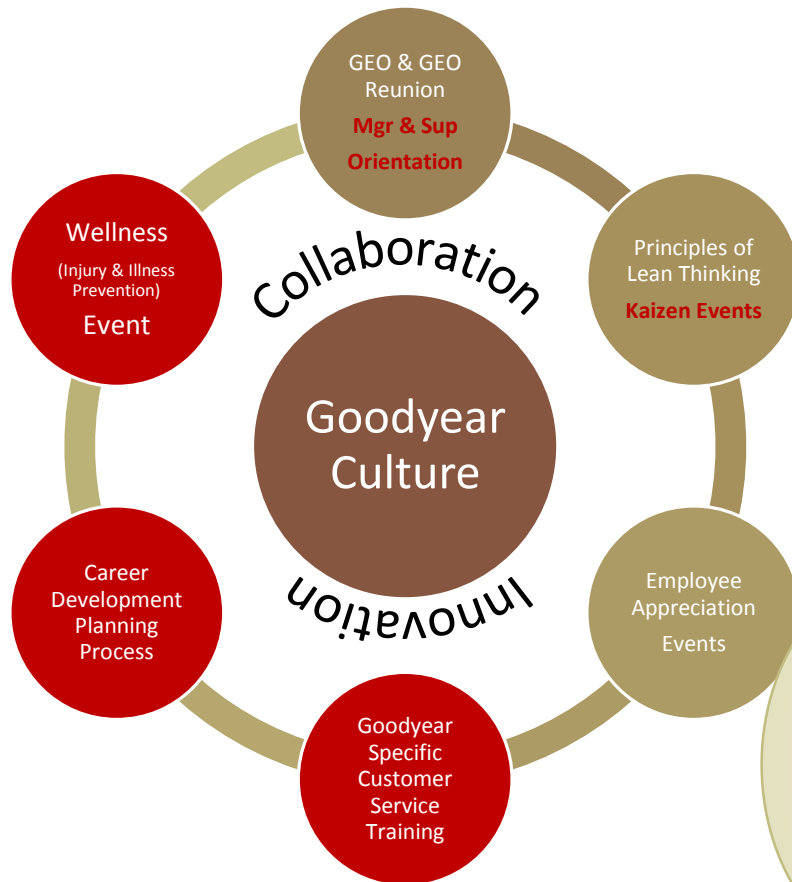 GEO & GEO
Reunion
Mgr & Sup
Orientation
Wellness
(Injury & Illness
Prevention)
Event
Principles of
Lean Thinking
Kaizen Events
Collaboration
Goodyear
Culture
Innovation
Career
Development
Planning
Process
Employee
Appreciation
Events
Goodyear
Specific
Customer
Service
Training